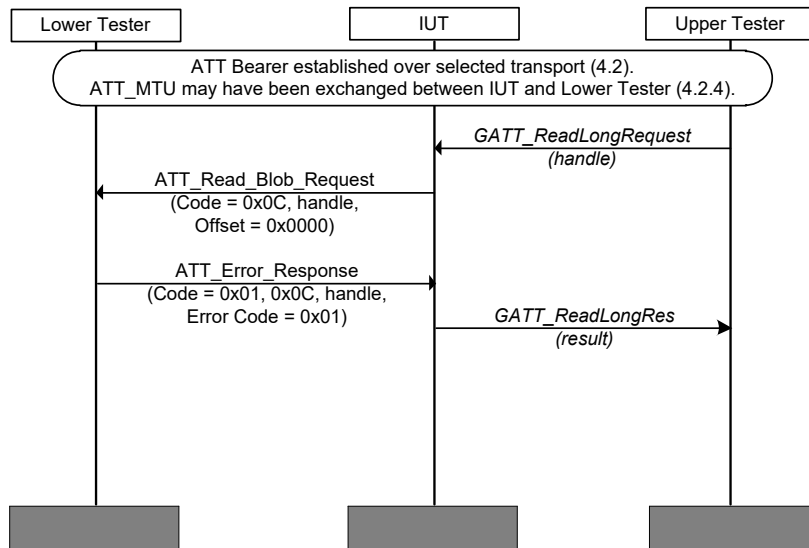 Lower Tester
IUT
Upper Tester
ATT Bearer established over selected transport (4.2).
ATT_MTU may have been exchanged between IUT and Lower Tester (4.2.4).
GATT_ReadLongRequest
(handle)
ATT_Read_Blob_Request
(Code = 0x0C, handle,
Offset = 0x0000)
ATT_Error_Response
(Code = 0x01, 0x0C, handle,
Error Code = 0x01)
GATT_ReadLongRes
(result)